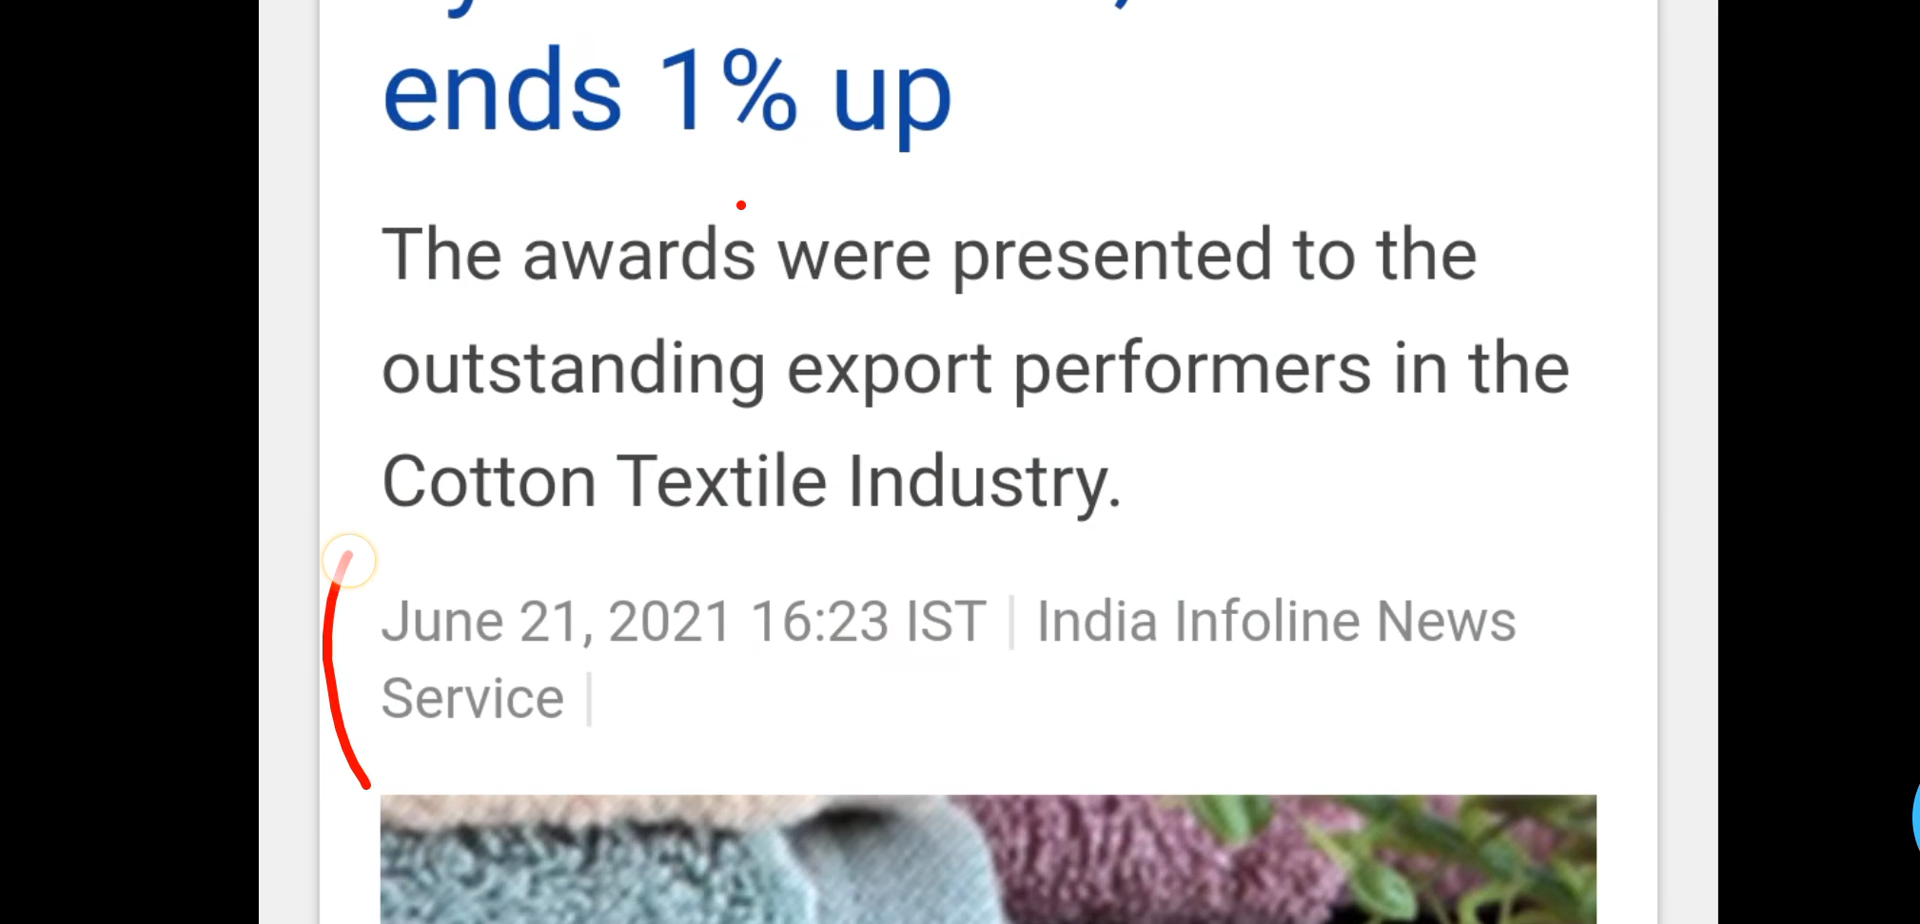 ends 1% up
The awards were presented to the
outstanding export performers in the
Cotton Textile Industry.
June 21, 2021 16:23 IST | India Infoline News
Service |